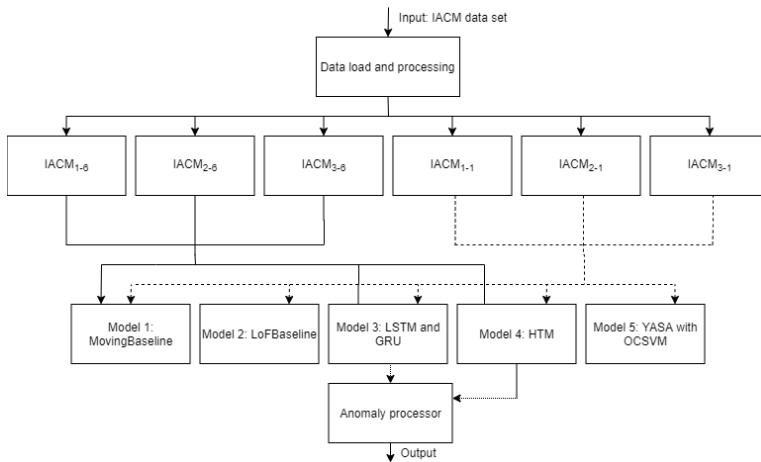 Input: IACM data set
Data load and processing
IACM1-6
IACM2-6
IACM3-6
IACM1-1
IACM2-1
IACM3-1
Model 1:
MovingBaseline
Model 2: LoFBaseline
Model 3: LSTM and
GRU
Model 4: HTM
Model 5: YASA with
OCSVM
Anomaly processor
Output